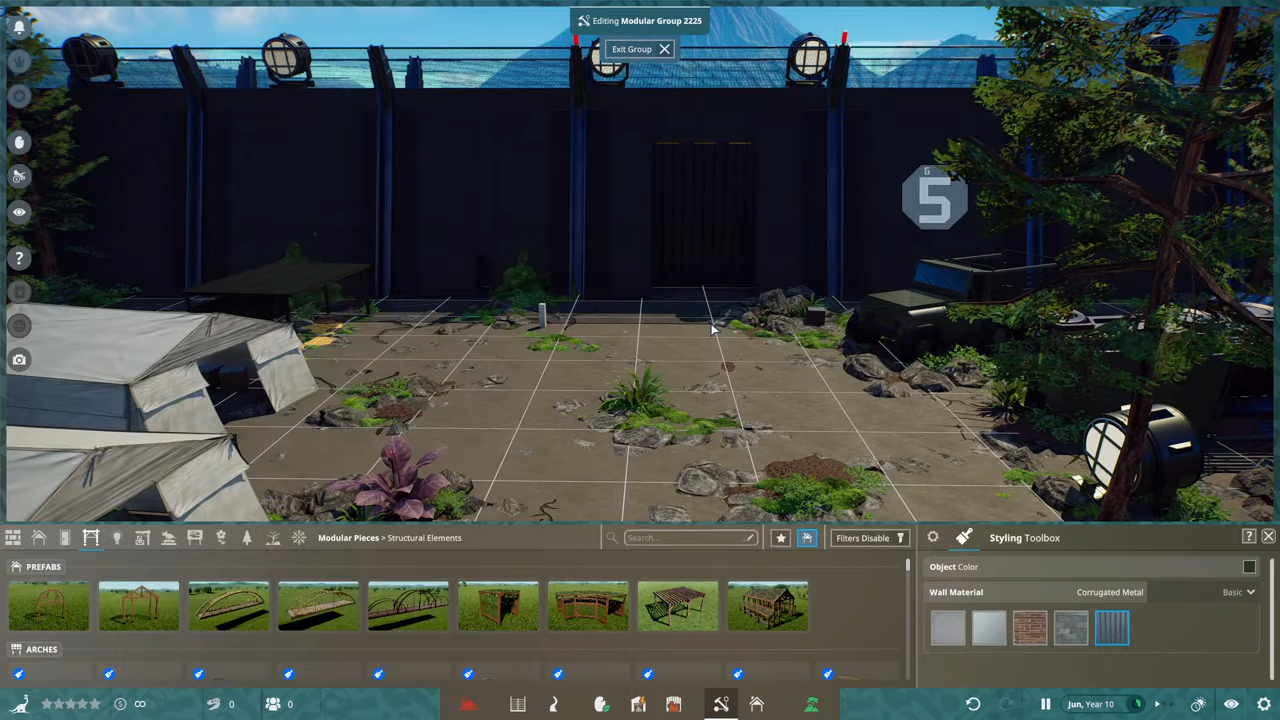 Editing Modular Group 2225
Exit Group
G
5
?
Modular Pieces > Structural Elements
Search...
Filters Disable
Styling Toolbox
?
PREFABS
Object Color
Wall Material
Corrugated Metal
Basic
ARCHES
∞
0
0
Jun, Year 10